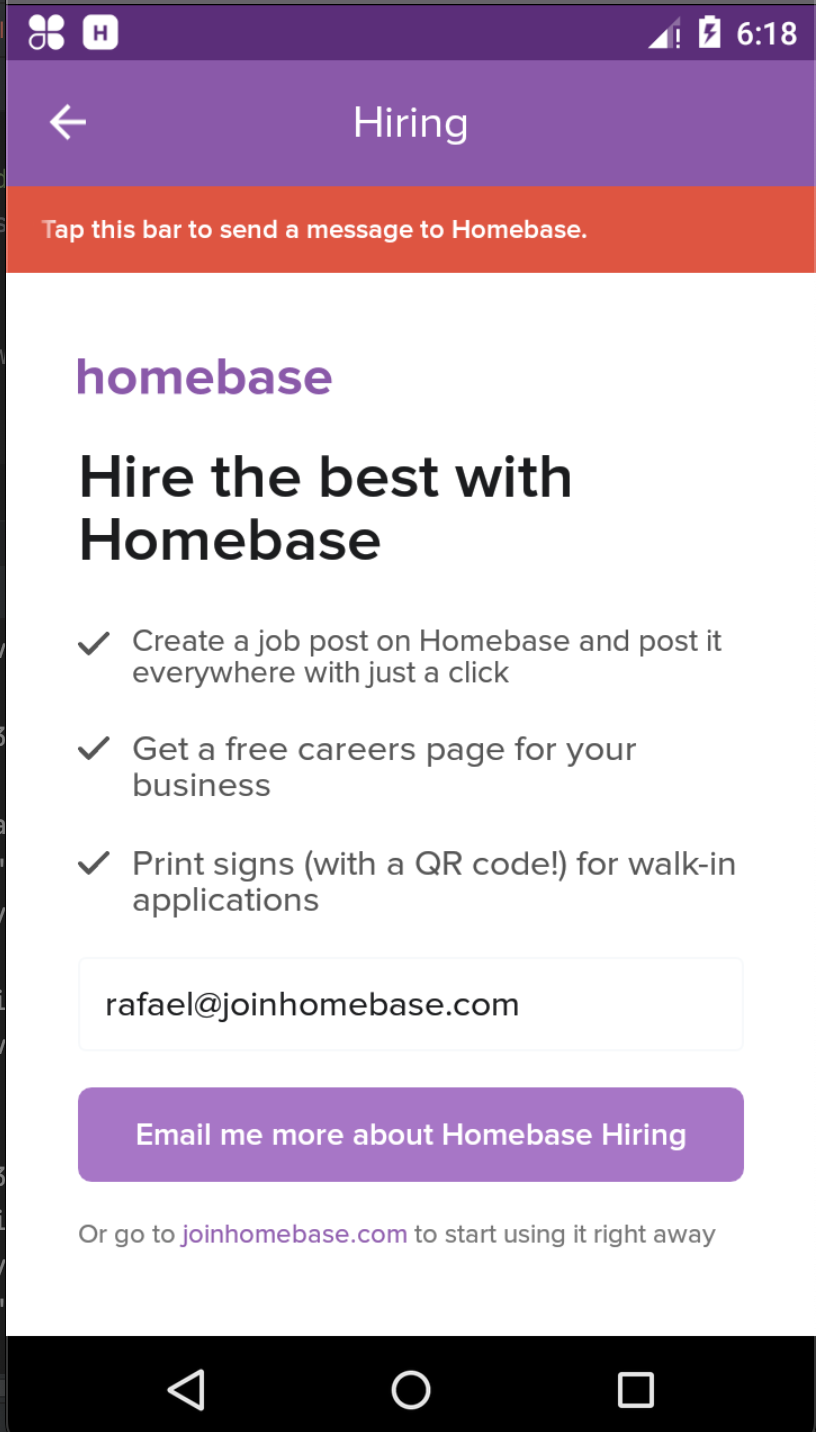 H
6:18
Hiring
Tap this bar to send a message to Homebase.
homebase
Hire the best with
Homebase
Create a job post on Homebase and post it
everywhere with just a click
Get a free careers page for your
business
Print signs (with a QR code!) for walk-in
applications
rafael@joinhomebase.com
Email me more about Homebase Hiring
Or go to joinhomebase.com to start using it right away